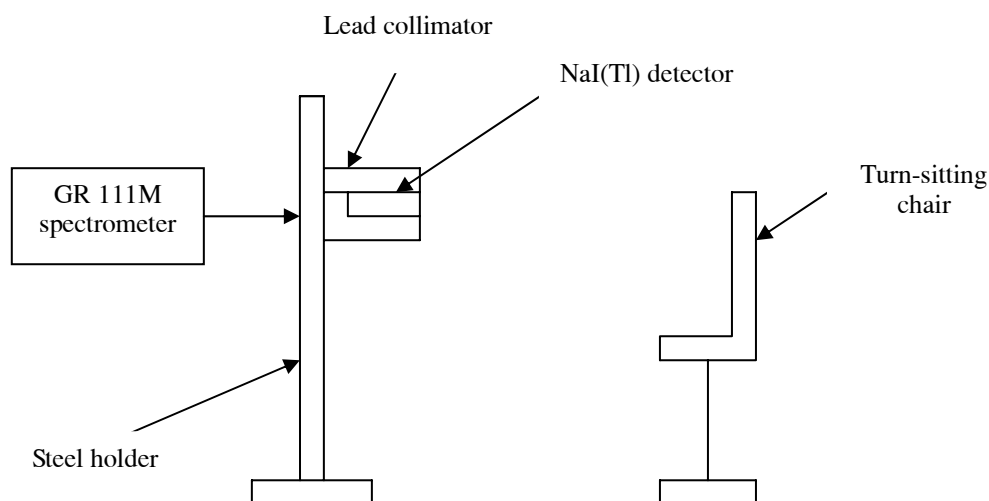 Lead collimator
NaI(Tl) detector
GR 111M
spectrometer
Turn-sitting
chair
Steel holder